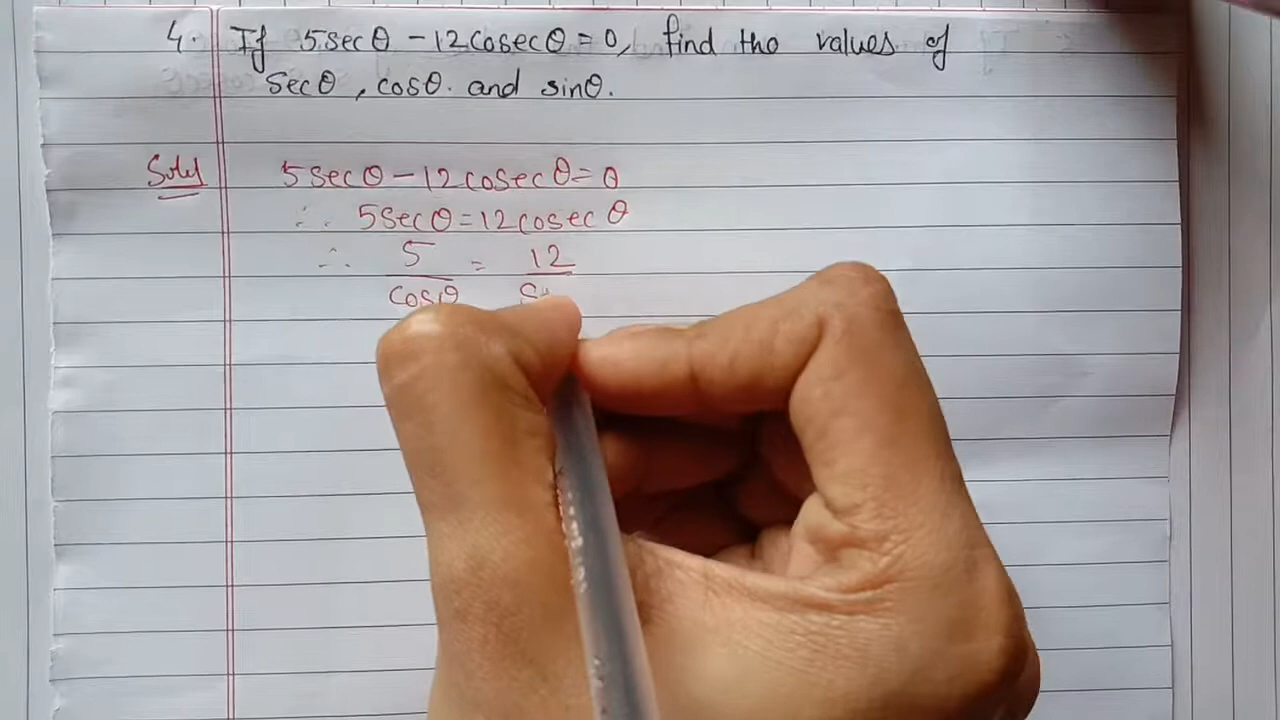 4. If 5secθ - 12cosecθ = 0, find the values of
secθ, cosθ. and sinθ.
Solⁿ 5secθ - 12cosecθ = 0
∴ 5secθ = 12cosecθ
∴ 5/cosθ = 12/